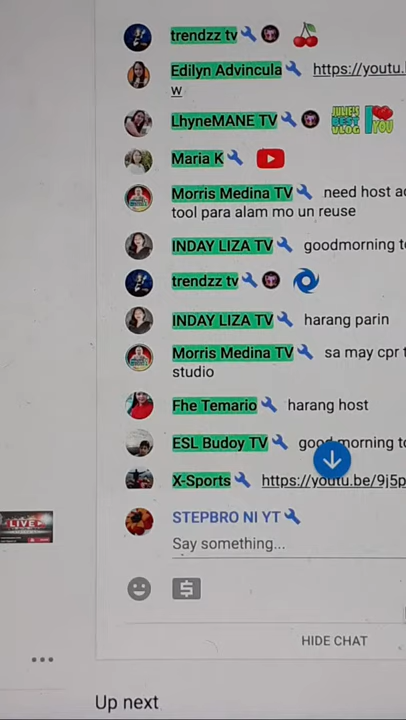 trendzz tv
Edilyn Advincula https://youtu.
w
LhyneMANE TV JULIE'S BEST VLOG I YOU
Maria K
Morris Medina TV need host ad
tool para alam mo un reuse
INDAY LIZA TV goodmorning to
trendzz tv
INDAY LIZA TV harang parin
Morris Medina TV sa may cpr t
studio
Fhe Temario harang host
ESL Budoy TV good morning to
X-Sports https://youtu.be/9j5p
LIVE
STEPBRO NI YT
Say something...
HIDE CHAT
Up next